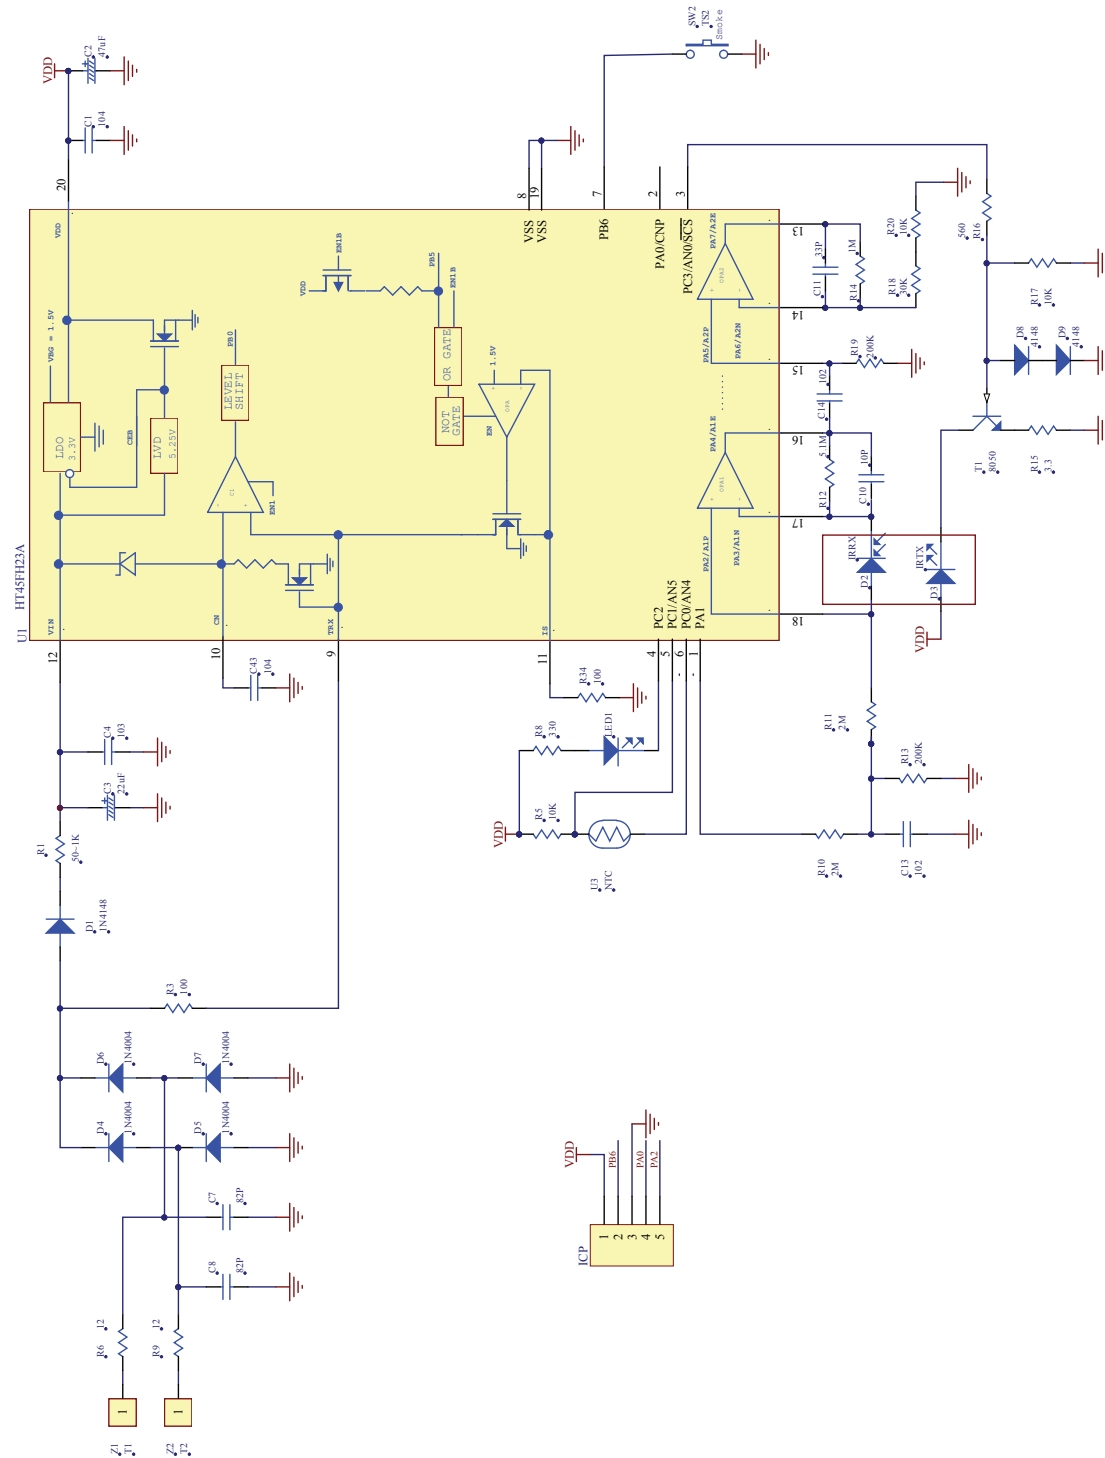 SW2
TS2
Smoke
VDD
C2
47uF
C1
104
20
8
19
7
2
3
VSS
VSS
PB6
PA0/CNP
PC3/AN0/SCS
VDD
VBG = 1.5V
LDO
3.3V
CEB
LVD
5.25V
LEVEL
SHIFT
PB0
C1
EN1
VDD
EN1B
PB5
EN1B
OR GATE
NOT
GATE
EN
1.5V
OPA
PA7/A2E
OPA2
PA5/A2P
PA6/A2N
.......
PA4/A1E
OPA1
PA2/A1P
PA3/A1N
13
14
15
16
17
18
33P
C11
1M
R14
R20
10K
R18
30K
560
R16
R17
10K
D8
4148
D9
4148
R19
200K
102
C14
5.1M
R12
10P
C10
T1
8050
R15
3.3
IRRX
D2
IRTX
D3
VDD
HT45FH23A
U1
VIN
CN
TRX
IS
PC2
PC1/AN5
PC0/AN4
PA1
12
10
9
11
4
5
6
1
C43
104
C4
103
C3
22uF
R1
50~1K
D1
1N4148
R3
100
R34
100
R8
330
LED1
VDD
R5
10K
U3
NTC
R11
2M
R13
200K
R10
2M
C13
102
D6
1N4004
D7
1N4004
D4
1N4004
D5
1N4004
C7
82P
C8
82P
R6
12
R9
12
1
1
Z1
T1
Z2
T2
VDD
PB6
PA0
PA2
ICP
1
2
3
4
5